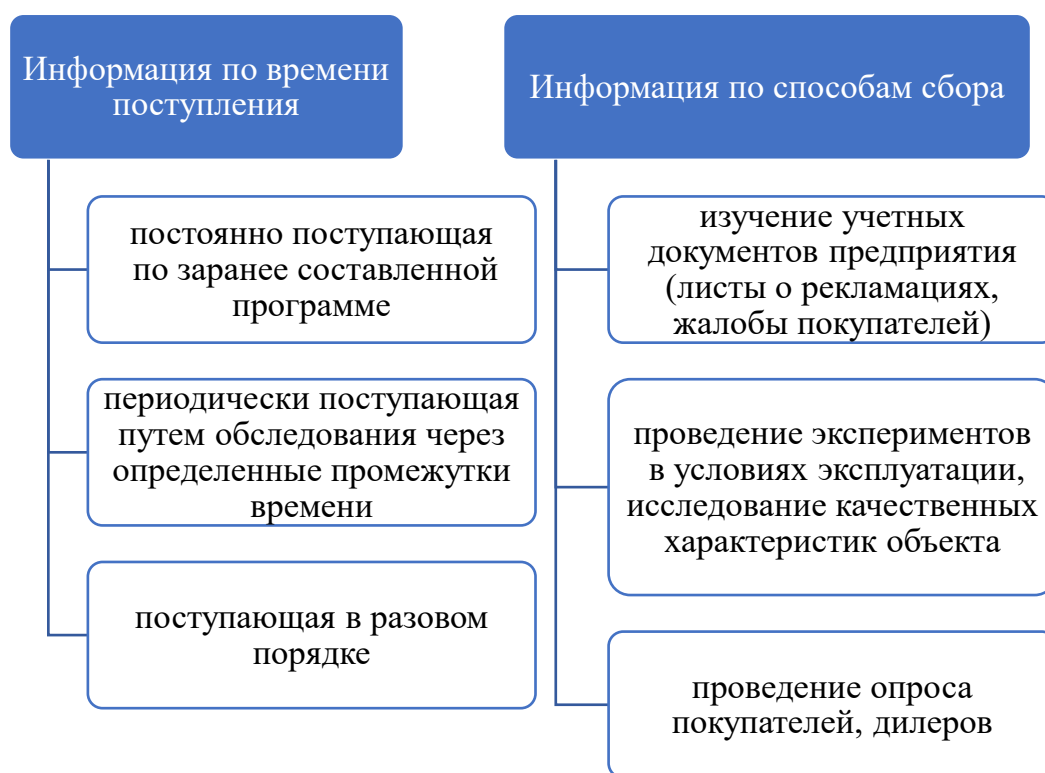 Информация по времени
поступления
постоянно поступающая
по заранее составленной
программе
периодически поступающая
путем обследования через
определенные промежутки
времени
поступающая в разовом
порядке
Информация по способам сбора
изучение учетных
документов предприятия
(листы о рекламациях,
жалобы покупателей)
проведение экспериментов
в условиях эксплуатации,
исследование качественных
характеристик объекта
проведение опроса
покупателей, дилеров